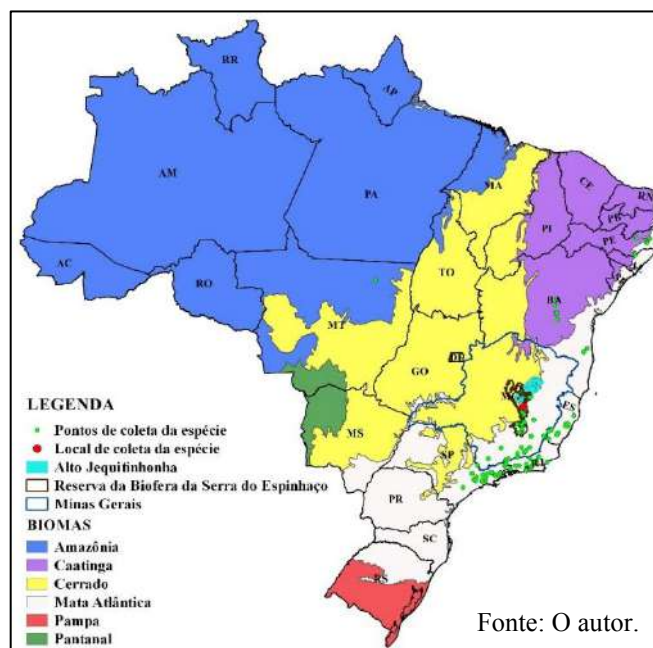 RR
AP
AM
PA
MA
CE
RN
PB
PE
PI
AC
RO
TO
BA
MT
GO
DF
MS
ES
SP
RJ
PR
SC
RS
LEGENDA
Pontos de coleta da espécie
Local de coleta da espécie
Alto Jequitinhonha
Reserva da Biofera da Serra do Espinhaço
Minas Gerais
BIOMAS
Amazônia
Caatinga
Cerrado
Mata Atlântica
Pampa
Pantanal
Fonte: O autor.